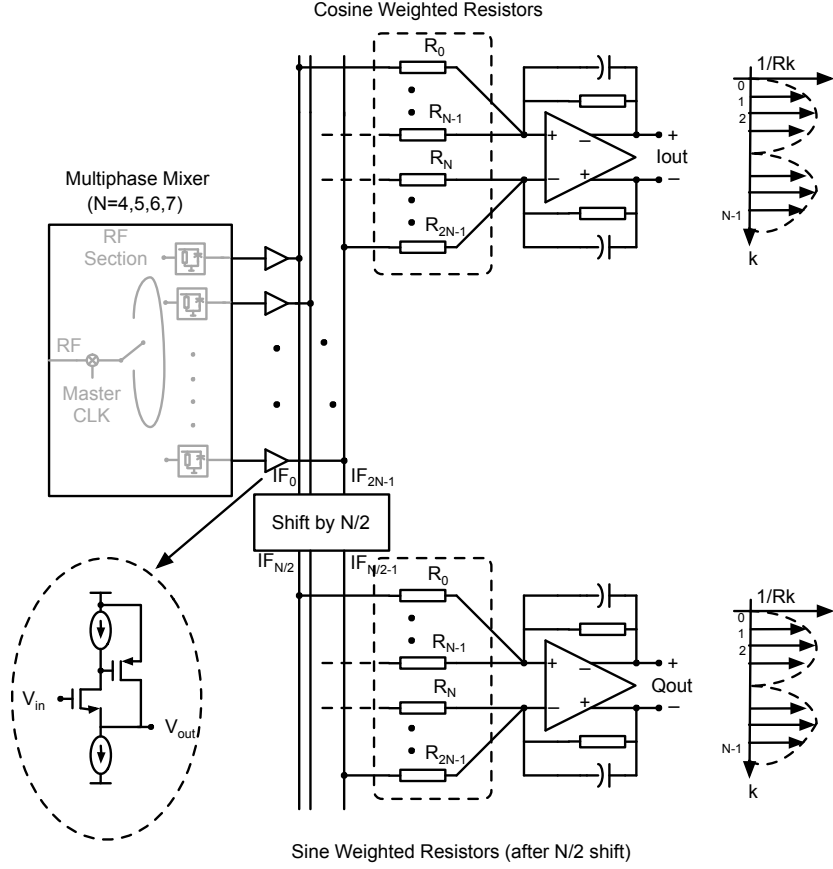 Cosine Weighted Resistors
R0
RN-1
RN
R2N-1
+
−
−
+
+
Iout
−
1/Rk
0
1
2
N-1
k
Multiphase Mixer
(N=4,5,6,7)
RF
Section
RF
Master
CLK
IF0
IF2N-1
Shift by N/2
IFN/2
IFN/2-1
Vin
Vout
R0
RN-1
RN
R2N-1
+
−
−
+
+
Qout
−
1/Rk
0
1
2
N-1
k
Sine Weighted Resistors (after N/2 shift)